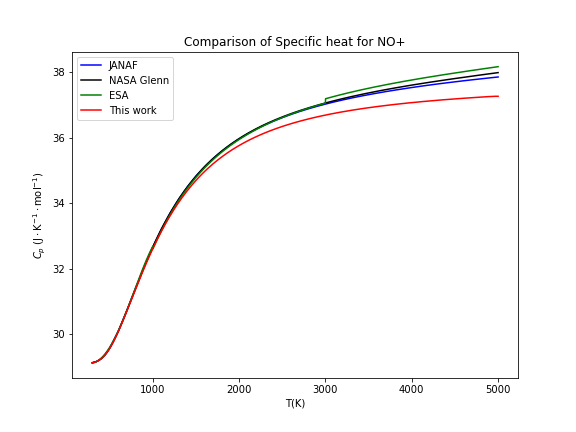 Comparison of Specific heat for NO+
JANAF
NASA Glenn
ESA
This work
38
36
34
32
30
C_p (J · K⁻¹ · mol⁻¹)
1000 2000 3000 4000 5000
T(K)